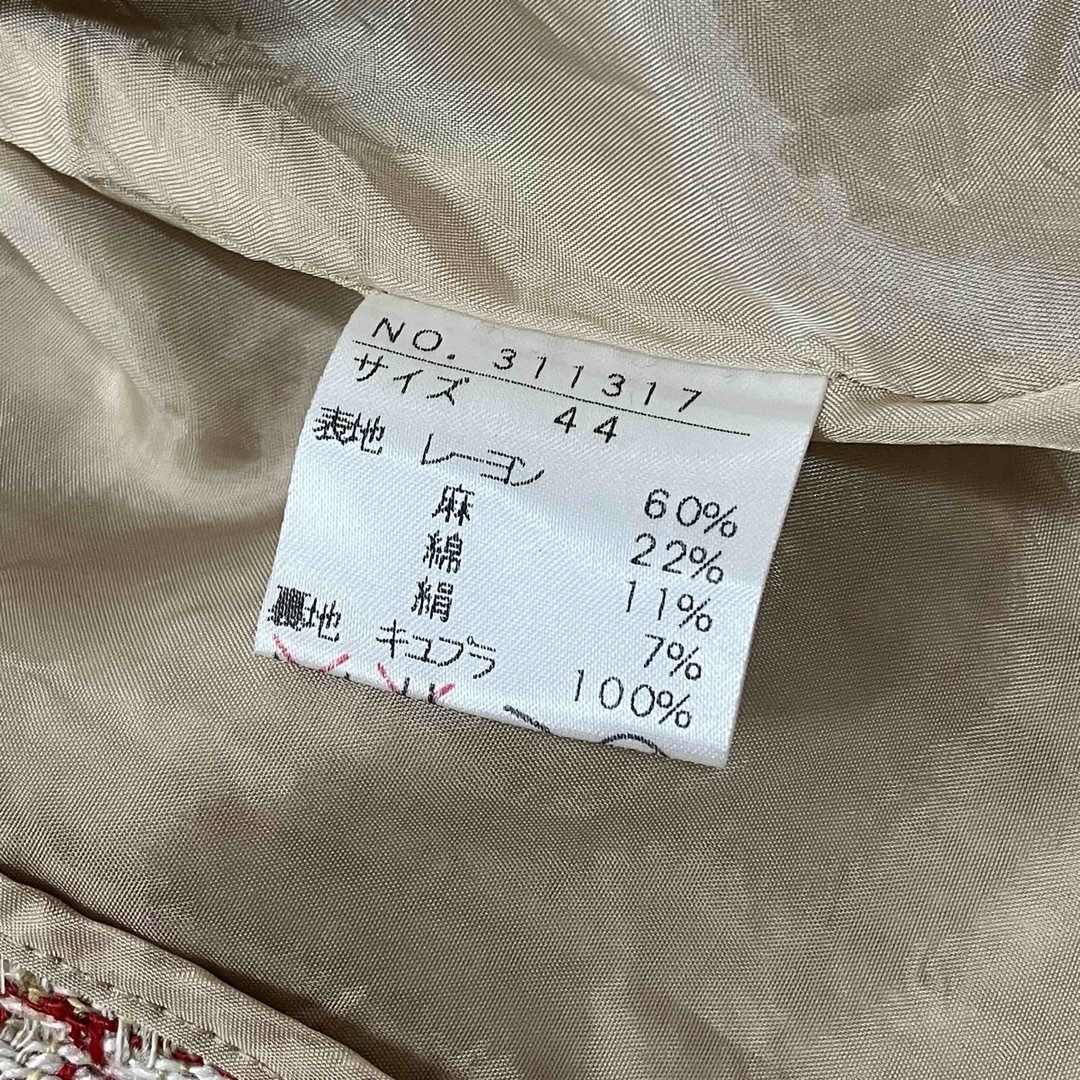 NO. 311317
サイズ 44
表地 レーヨン 60%
麻 22%
綿 11%
絹 7%
裏地 キュプラ 100%